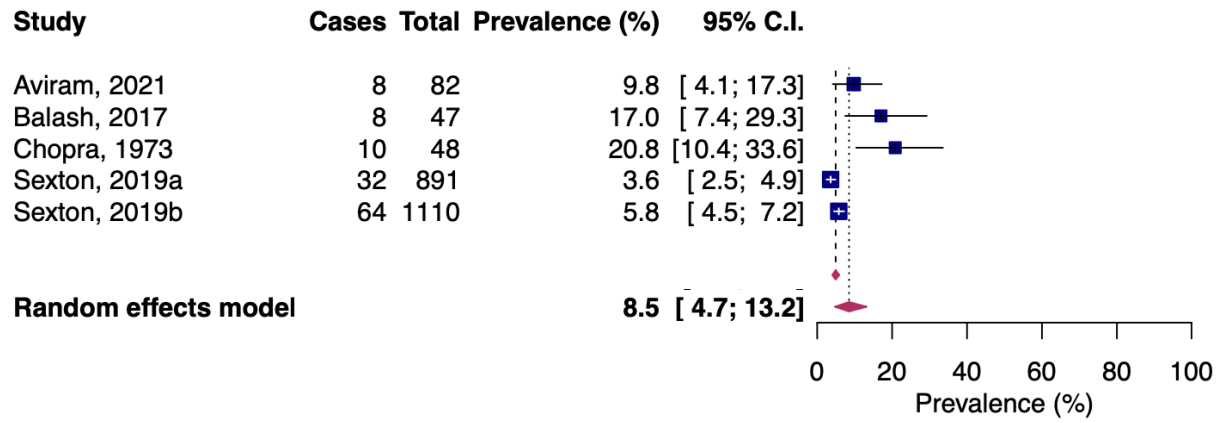 Study Cases Total Prevalence (%) 95% C.I.
Aviram, 2021 8 82 9.8 [ 4.1; 17.3]
Balash, 2017 8 47 17.0 [ 7.4; 29.3]
Chopra, 1973 10 48 20.8 [10.4; 33.6]
Sexton, 2019a 32 891 3.6 [ 2.5; 4.9]
Sexton, 2019b 64 1110 5.8 [ 4.5; 7.2]
Random effects model 8.5 [ 4.7; 13.2]
0 20 40 60 80 100
Prevalence (%)